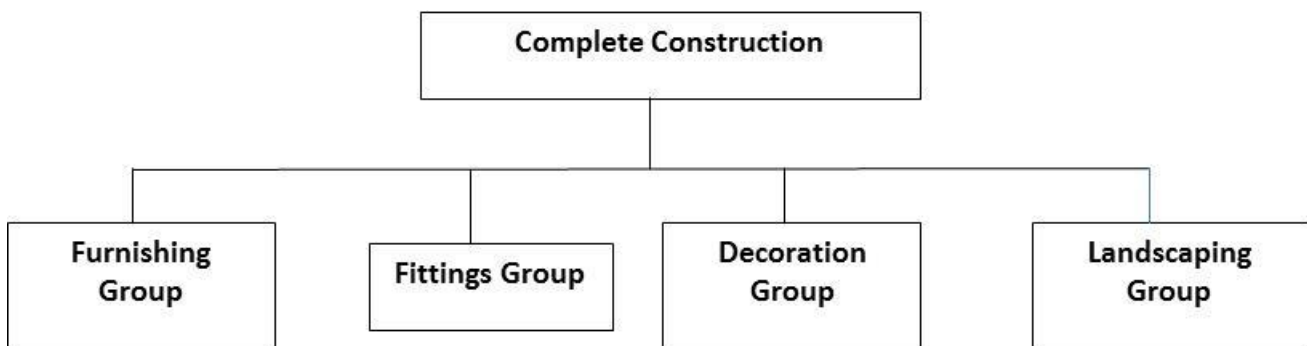 Complete Construction
Furnishing
Group
Fittings Group
Decoration
Group
Landscaping
Group